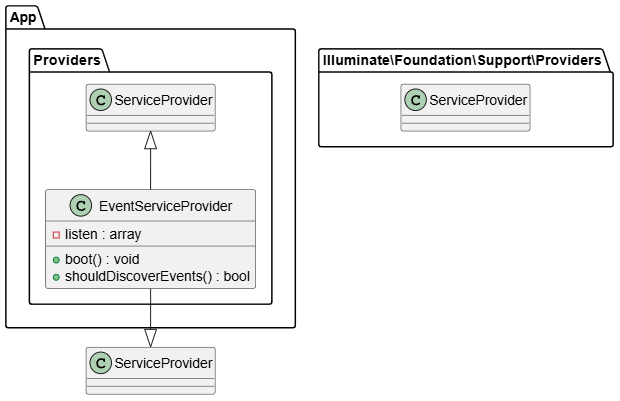 App
Providers
C ServiceProvider
C EventServiceProvider
listen : array
boot() : void
shouldDiscoverEvents() : bool
C ServiceProvider
Illuminate\Foundation\Support\Providers
C ServiceProvider